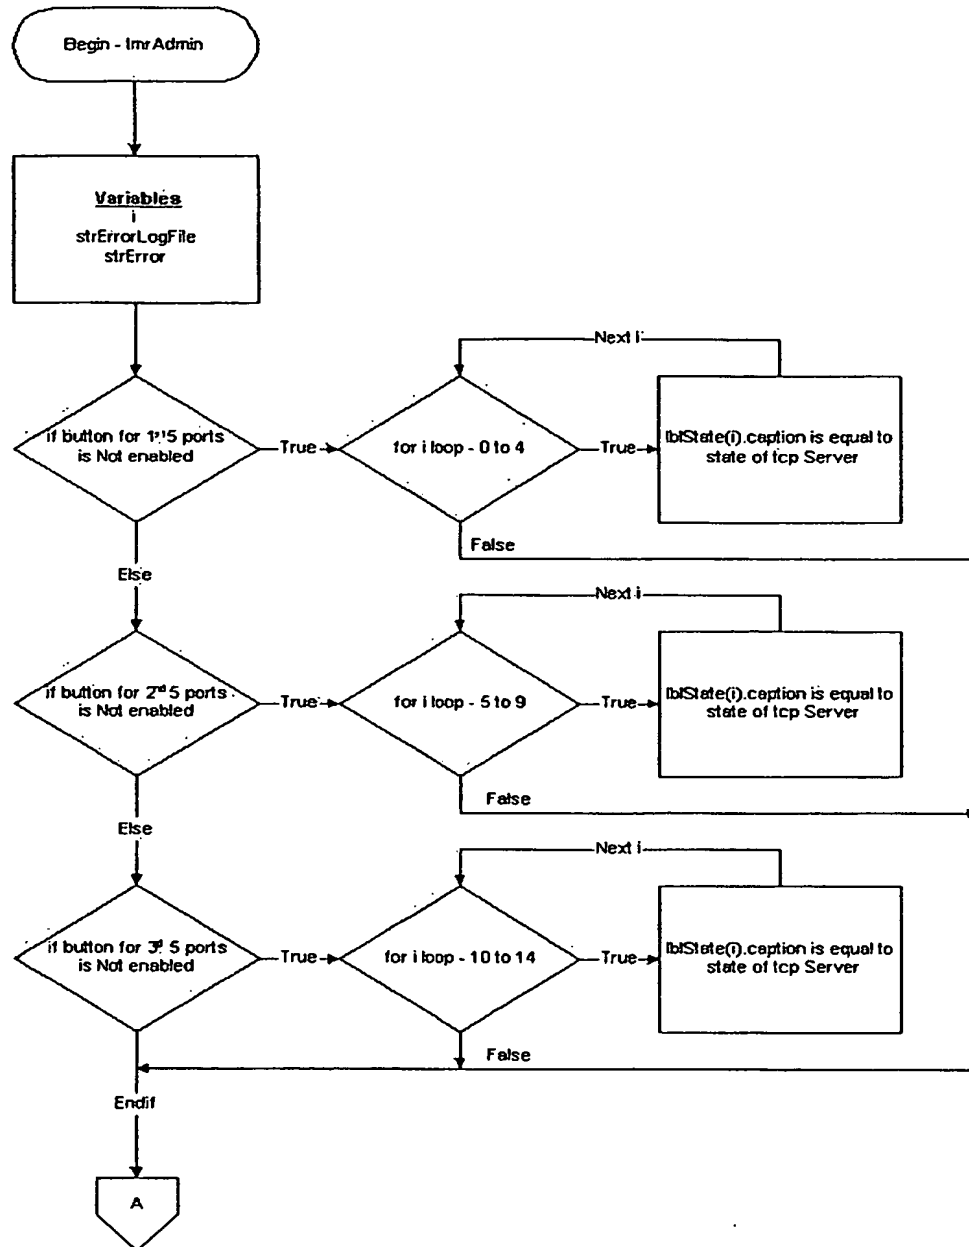 Begin - tmrAdmin
Variables
i
strErrorLogFile
strError
Next i
if button for 1st 5 ports
is Not enabled
True
for i loop - 0 to 4
True
lblState(i).caption is equal to
state of tcp Server
False
Else
Next i
if button for 2nd 5 ports
is Not enabled
True
for i loop - 5 to 9
True
lblState(i).caption is equal to
state of tcp Server
False
Else
Next i
if button for 3rd 5 ports
is Not enabled
True
for i loop - 10 to 14
True
lblState(i).caption is equal to
state of tcp Server
False
Endif
A